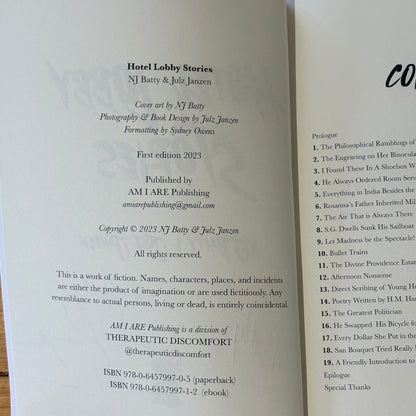 Hotel Lobby Stories
NJ Batty & Julz Janzen
Cover art by NJ Batty
Photography & Book Design by Julz Janzen
Formatting by Sydney Owens
First edition 2023
Published by
AM I ARE Publishing
amiarepublishing@gmail.com
Copyright © 2023 NJ Batty & Julz Janzen
All rights reserved.
This is a work of fiction. Names, characters, places, and incidents
are either the product of imagination or are used ficticiously. Any
resemblance to actual persons, living or dead, is entirely coincidental.
AM I ARE Publishing is a division of
THERAPEUTIC DISCOMFORT
@therapeuticdiscomfort
ISBN 978-0-6457997-0-5 (paperback)
ISBN 978-0-6457997-1-2 (ebook)
CO
Prologue
1. The Philosophical Ramblings of
2. The Engraving on Her Binocula
3. I Found These In A Shoebox W
4. He Always Ordered Room Serv
5. Everything in India Besides the
6. Rosanna's Father Inherited Mil
7. The Air That is Always There
8. S.G. Dwells Sunk His Sailboat
9. Let Madness be the Spectacle!
10. Bullet Trains
11. The Divine Providence Estate
12. Afternoon Nonsense
13. Direct Scribing of Young He
14. Poetry Written by H.M. Har
15. The Greatest Politician
16. He Swapped His Bicycle fo
17. Every Dollar She Put in the
18. San Bouquet Tried Really
19. A Friendly Introduction to
Epilogue
Special Thanks